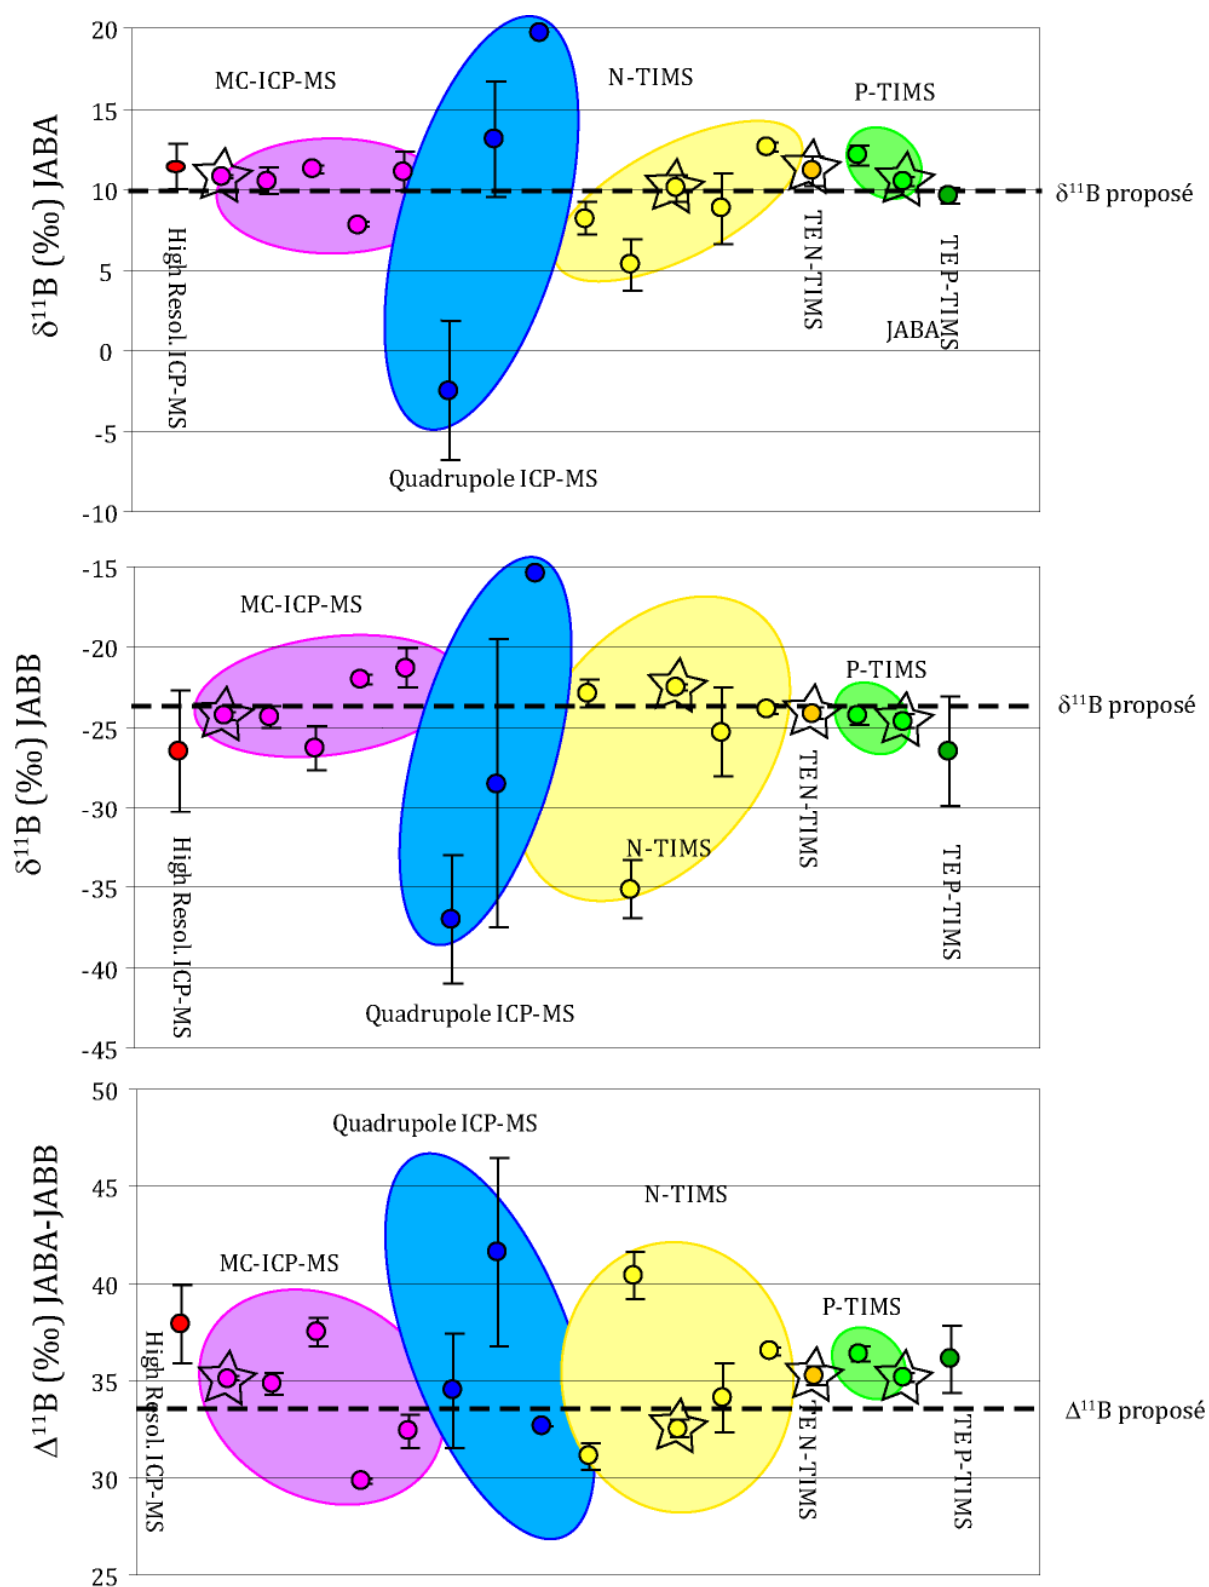 20
15
10
5
0
-5
-10
δ¹¹B (‰) JABA
MC-ICP-MS
N-TIMS
P-TIMS
δ¹¹B proposé
High Resol. ICP-MS
TE N-TIMS
TE P-TIMS
JABA
Quadrupole ICP-MS
-15
-20
-25
-30
-35
-40
-45
δ¹¹B (‰) JABB
MC-ICP-MS
P-TIMS
δ¹¹B proposé
N-TIMS
High Resol. ICP-MS
TE N-TIMS
TE P-TIMS
Quadrupole ICP-MS
50
45
40
35
30
25
Δ¹¹B (‰) JABA-JABB
Quadrupole ICP-MS
N-TIMS
MC-ICP-MS
P-TIMS
Δ¹¹B proposé
High Resol. ICP-MS
TE N-TIMS
TE P-TIMS